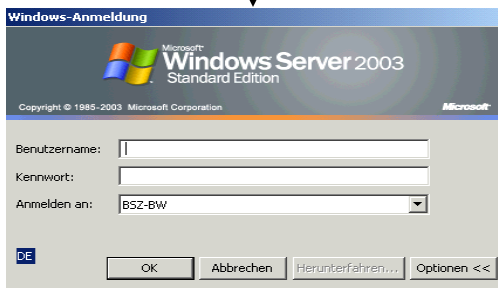 Windows-Anmeldung
Microsoft
Windows Server 2003
Standard Edition
Copyright © 1985-2003 Microsoft Corporation Microsoft
Benutzername:
Kennwort:
Anmelden an: BSZ-BW
DE
OK Abbrechen Herunterfahren... Optionen <<